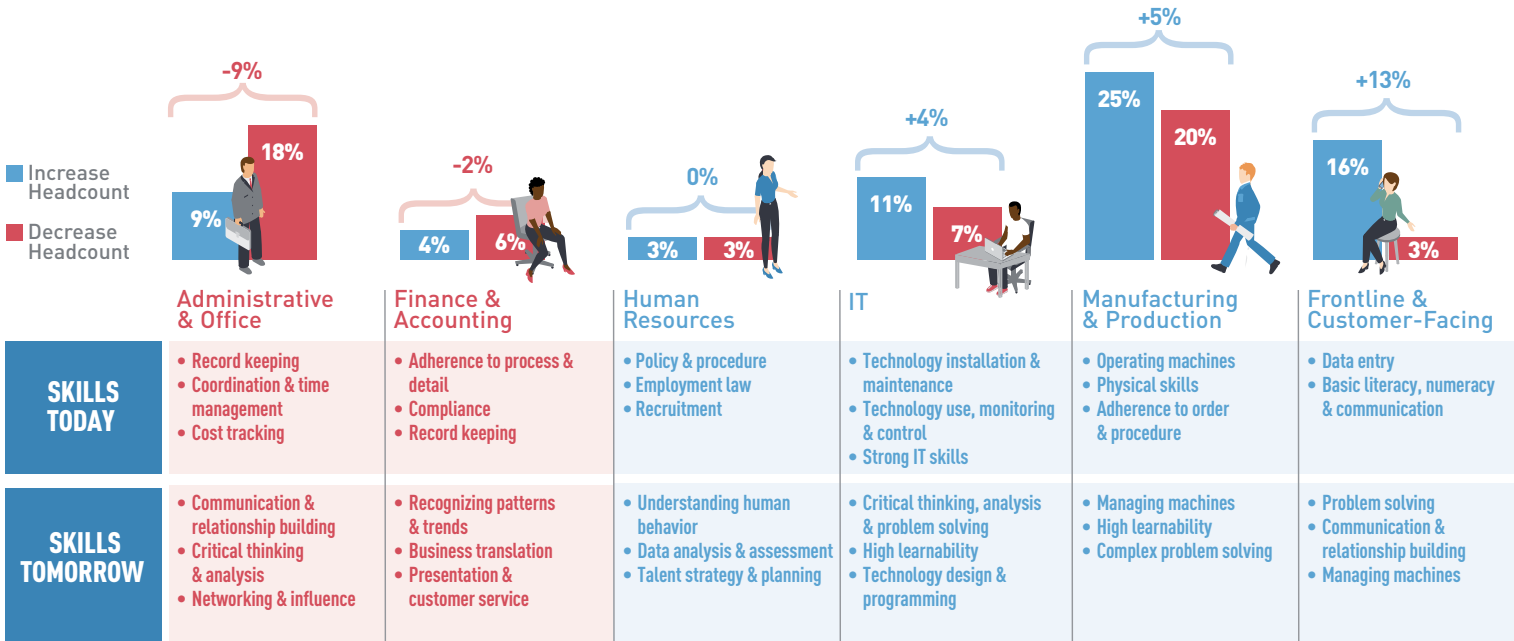 Increase
Headcount
Decrease
Headcount
-9%
9%
18%
-2%
4%
6%
0%
3%
3%
+4%
11%
7%
+5%
25%
20%
+13%
16%
3%
Administrative
& Office
Finance &
Accounting
Human
Resources
IT
Manufacturing
& Production
Frontline &
Customer-Facing
SKILLS
TODAY
• Record keeping
• Coordination & time
management
• Cost tracking
• Adherence to process &
detail
• Compliance
• Record keeping
• Policy & procedure
• Employment law
• Recruitment
• Technology installation &
maintenance
• Technology use, monitoring
& control
• Strong IT skills
• Operating machines
• Physical skills
• Adherence to order
& procedure
• Data entry
• Basic literacy, numeracy
& communication
SKILLS
TOMORROW
• Communication &
relationship building
• Critical thinking
& analysis
• Networking & influence
• Recognizing patterns
& trends
• Business translation
• Presentation &
customer service
• Understanding human
behavior
• Data analysis & assessment
• Talent strategy & planning
• Critical thinking, analysis
& problem solving
• High learnability
• Technology design &
programming
• Managing machines
• High learnability
• Complex problem solving
• Problem solving
• Communication &
relationship building
• Managing machines